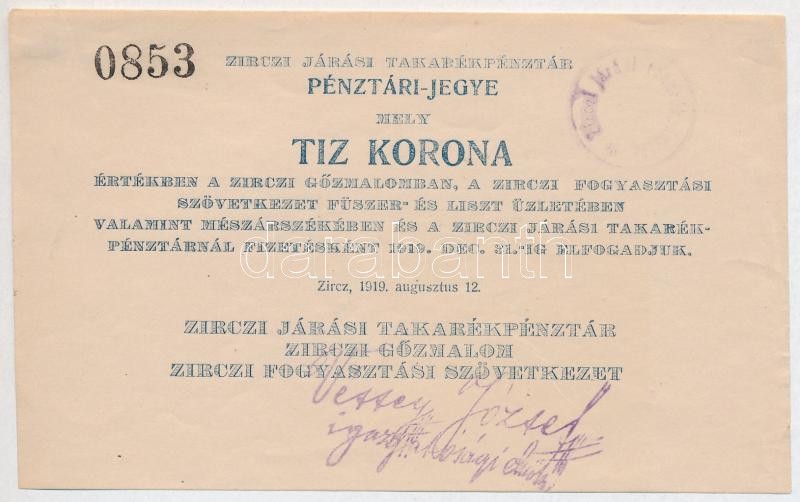 0853
ZIRCZI JÁRÁSI TAKARÉKPÉNZTÁR
PÉNZTÁRI-JEGYE
MELY
TIZ KORONA
ÉRTÉKBEN A ZIRCZI GŐZMALOMBAN, A ZIRCZI FOGYASZTÁSI
SZÖVETKEZET FÜSZER- ÉS LISZT ÜZLETÉBEN
VALAMINT MÉSZÁRSZÉKÉBEN ÉS A ZIRCZI JÁRÁSI TAKARÉK-
PÉNZTÁRNÁL FIZETÉSKÉNT 1919. DEC. 31.-IG ELFOGADJUK.
darabanth
Zircz, 1919. augusztus 12.
ZIRCZI JÁRÁSI TAKARÉKPÉNZTÁR
ZIRCZI GŐZMALOM
ZIRCZI FOGYASZTÁSI SZÖVETKEZET
József